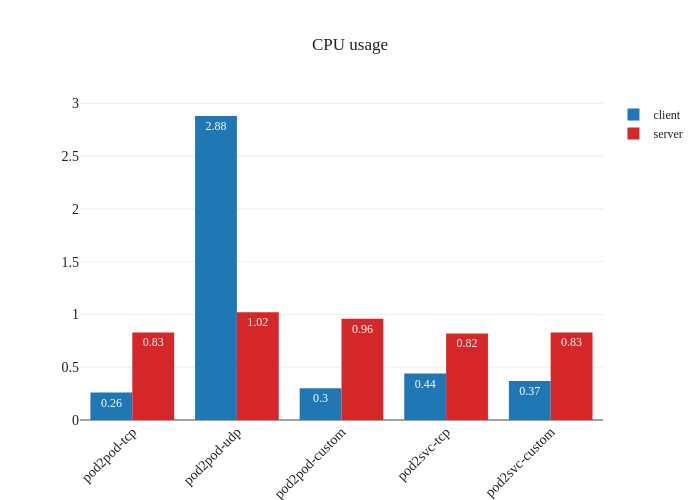 CPU usage
client
server
3
2.5
2
1.5
1
0.5
0
0.26
0.83
2.88
1.02
0.3
0.96
0.44
0.82
0.37
0.83
pod2pod-tcp
pod2pod-udp
pod2pod-custom
pod2svc-tcp
pod2svc-custom